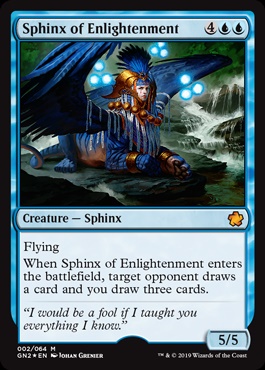 Sphinx of Enlightenment 4
Creature — Sphinx
Flying
When Sphinx of Enlightenment enters
the battlefield, target opponent draws
a card and you draw three cards.
“I would be a fool if I taught you
everything I know.”
5/5
002/064 M
GN2 EN Johan Grenier
™ & © 2019 Wizards of the Coast